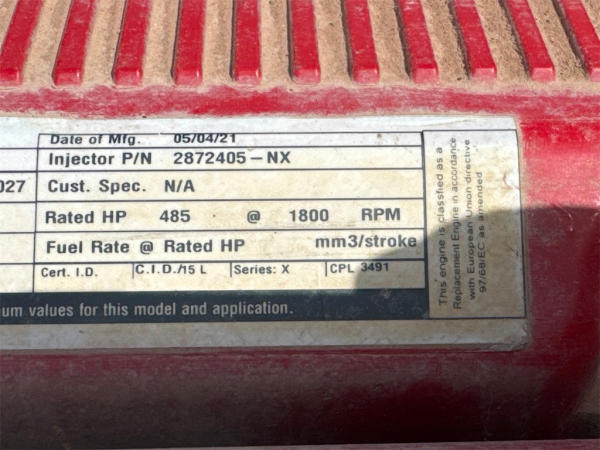 Date of Mfg. 05/04/21
Injector P/N 2872405-NX
027 Cust. Spec. N/A
Rated HP 485 @ 1800 RPM
Fuel Rate @ Rated HP mm3/stroke
Cert. I.D. C.I.D./15 L Series: X CPL 3491
um values for this model and application.
This engine is classfied as a
Replacement Engine in accordance
with European Union directive
97/68/EC as amended